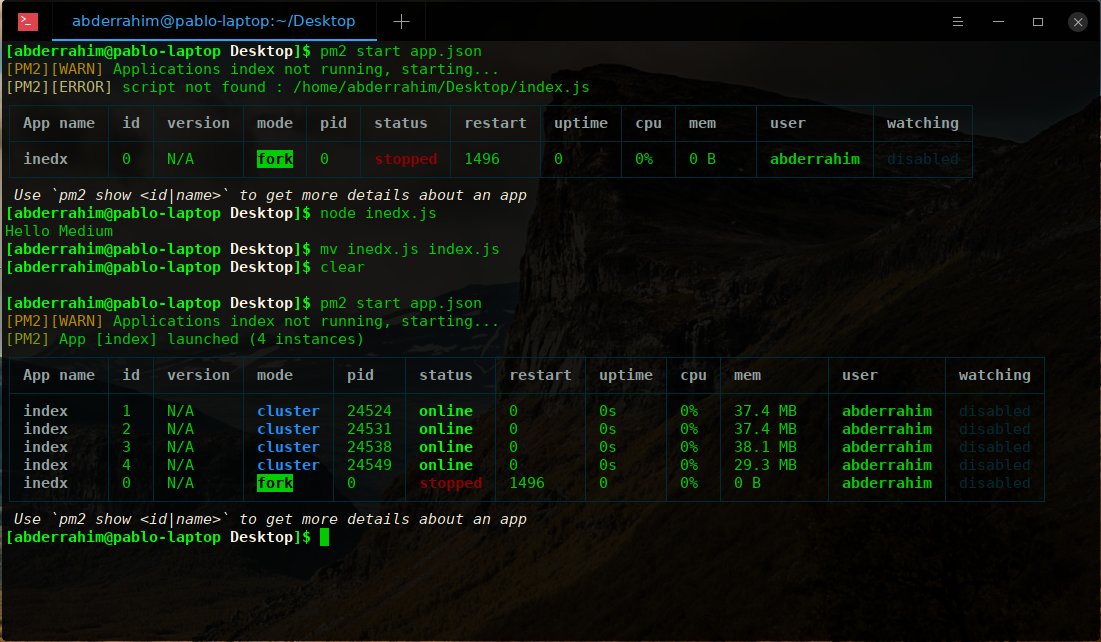 abderrahim@pablo-laptop:~/Desktop
[abderrahim@pablo-laptop Desktop]$ pm2 start app.json
[PM2][WARN] Applications index not running, starting...
[PM2][ERROR] script not found : /home/abderrahim/Desktop/index.js
App name id version mode pid status restart uptime cpu mem user watching
inedx 0 N/A fork 0 stopped 1496 0 0% 0 B abderrahim disabled
Use `pm2 show <id|name>` to get more details about an app
[abderrahim@pablo-laptop Desktop]$ node inedx.js
Hello Medium
[abderrahim@pablo-laptop Desktop]$ mv inedx.js index.js
[abderrahim@pablo-laptop Desktop]$ clear
[abderrahim@pablo-laptop Desktop]$ pm2 start app.json
[PM2][WARN] Applications index not running, starting...
[PM2] App [index] launched (4 instances)
App name id version mode pid status restart uptime cpu mem user watching
index 1 N/A cluster 24524 online 0 0s 0% 37.4 MB abderrahim disabled
index 2 N/A cluster 24531 online 0 0s 0% 37.4 MB abderrahim disabled
index 3 N/A cluster 24538 online 0 0s 0% 38.1 MB abderrahim disabled
index 4 N/A cluster 24549 online 0 0s 0% 29.3 MB abderrahim disabled
inedx 0 N/A fork 0 stopped 1496 0 0% 0 B abderrahim disabled
Use `pm2 show <id|name>` to get more details about an app
[abderrahim@pablo-laptop Desktop]$